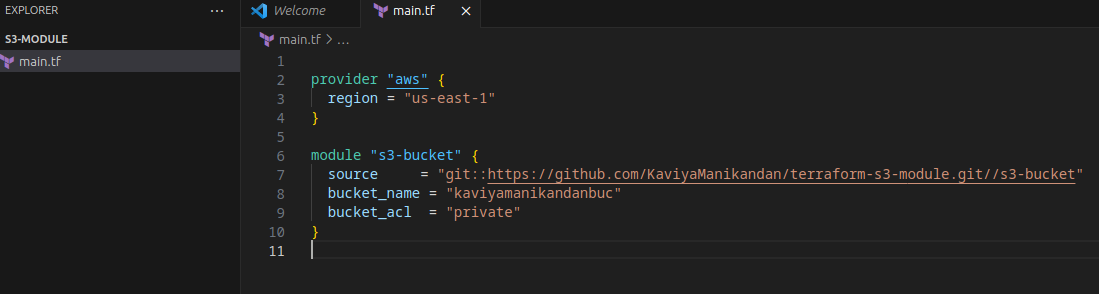 EXPLORER ...
S3-MODULE
main.tf
Welcome
main.tf ×
main.tf > ...
1
2 provider "aws" {
3 region = "us-east-1"
4 }
5
6 module "s3-bucket" {
7 source = "git::https://github.com/KaviyaManikandan/terraform-s3-module.git//s3-bucket"
8 bucket_name = "kaviyamanikandanbuc"
9 bucket_acl = "private"
10 }
11